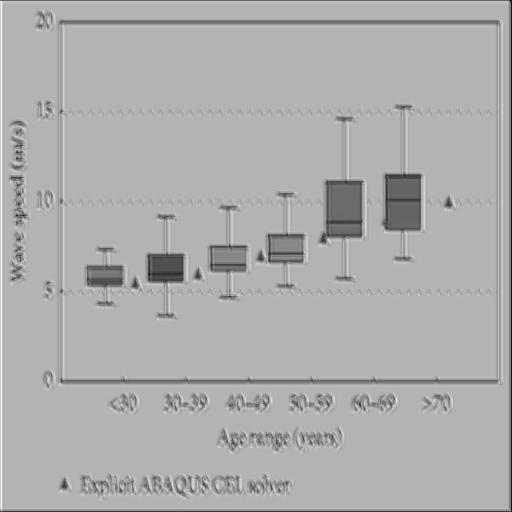 20
15
10
5
0
Wave speed (m/s)
<30 30–39 40–49 50–59 60–69 >70
Age range (years)
▲ Explicit ABAQUS CEL solver